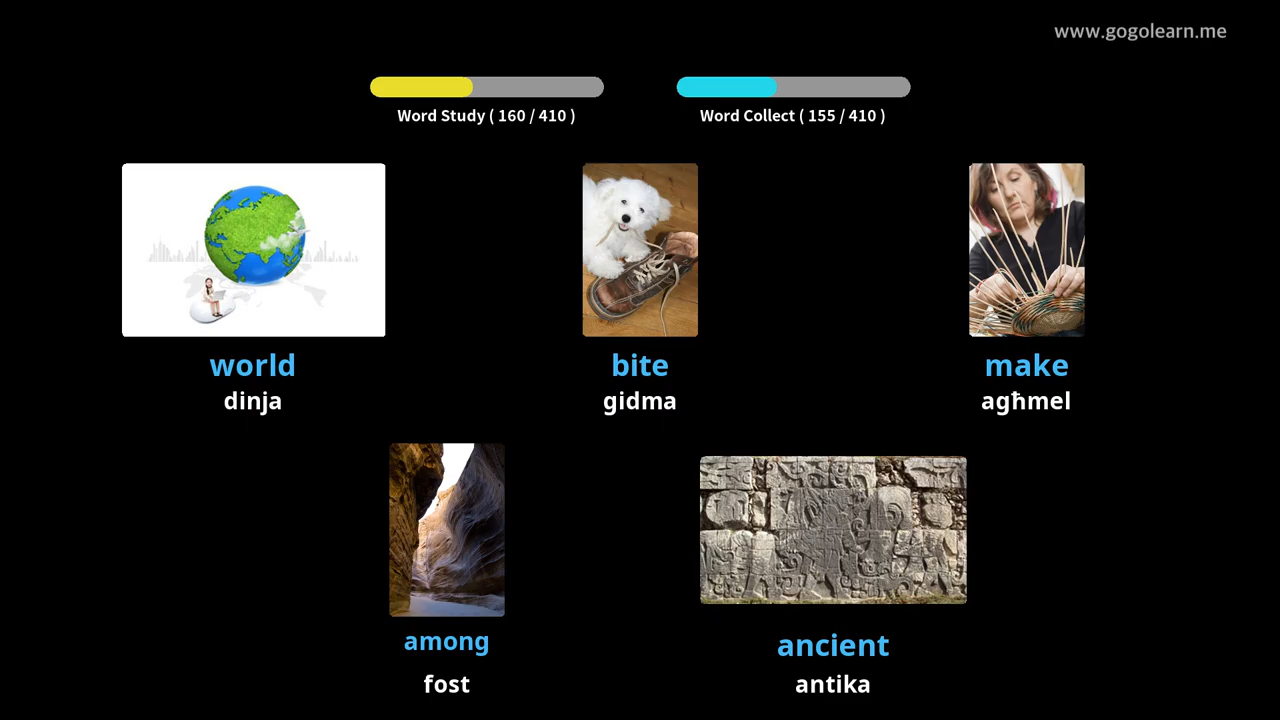 www.gogolearn.me
Word Study ( 160 / 410 )
Word Collect ( 155 / 410 )
world
dinja
bite
gidma
make
agħmel
among
fost
ancient
antika